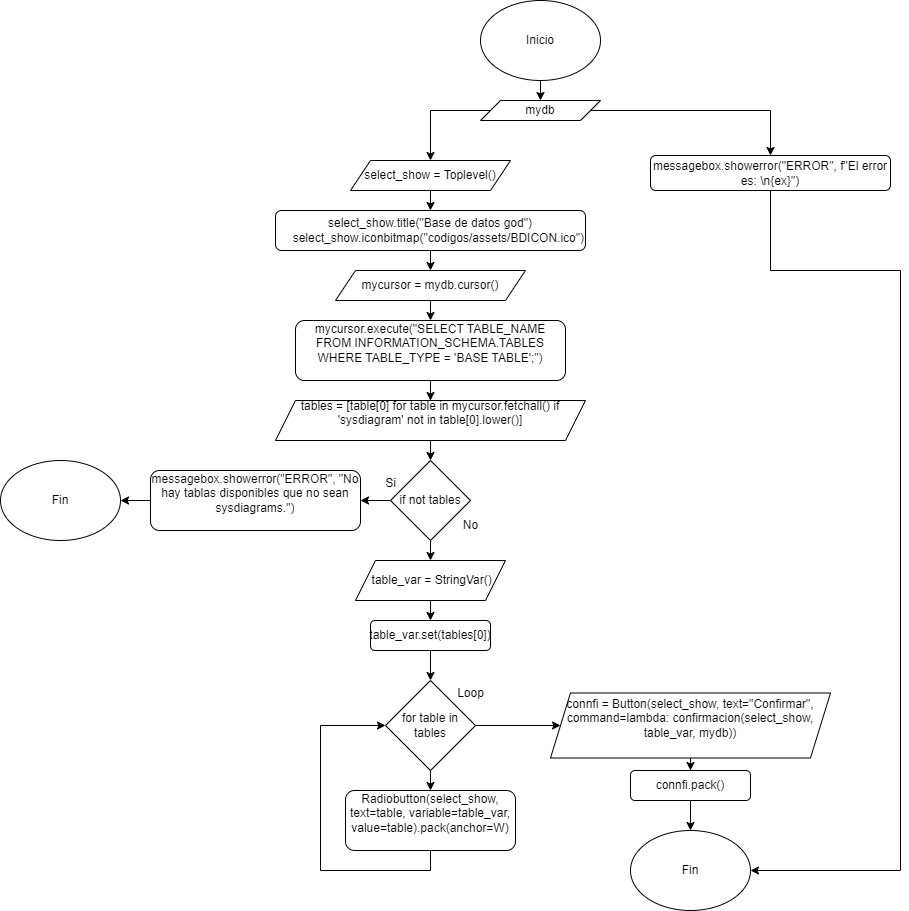 Inicio
mydb
select_show = Toplevel()
messagebox.showerror("ERROR", f"El error
es: \n{ex}")
select_show.title("Base de datos god")
select_show.iconbitmap("codigos/assets/BDICON.ico")
mycursor = mydb.cursor()
mycursor.execute("SELECT TABLE_NAME
FROM INFORMATION_SCHEMA.TABLES
WHERE TABLE_TYPE = 'BASE TABLE';")
tables = [table[0] for table in mycursor.fetchall() if
'sysdiagram' not in table[0].lower()]
Fin
messagebox.showerror("ERROR", "No
hay tablas disponibles que no sean
sysdiagrams.")
Si
if not tables
No
table_var = StringVar()
table_var.set(tables[0])
Loop
for table in
tables
connfi = Button(select_show, text="Confirmar",
command=lambda: confirmacion(select_show,
table_var, mydb))
connfi.pack()
Radiobutton(select_show,
text=table, variable=table_var,
value=table).pack(anchor=W)
Fin